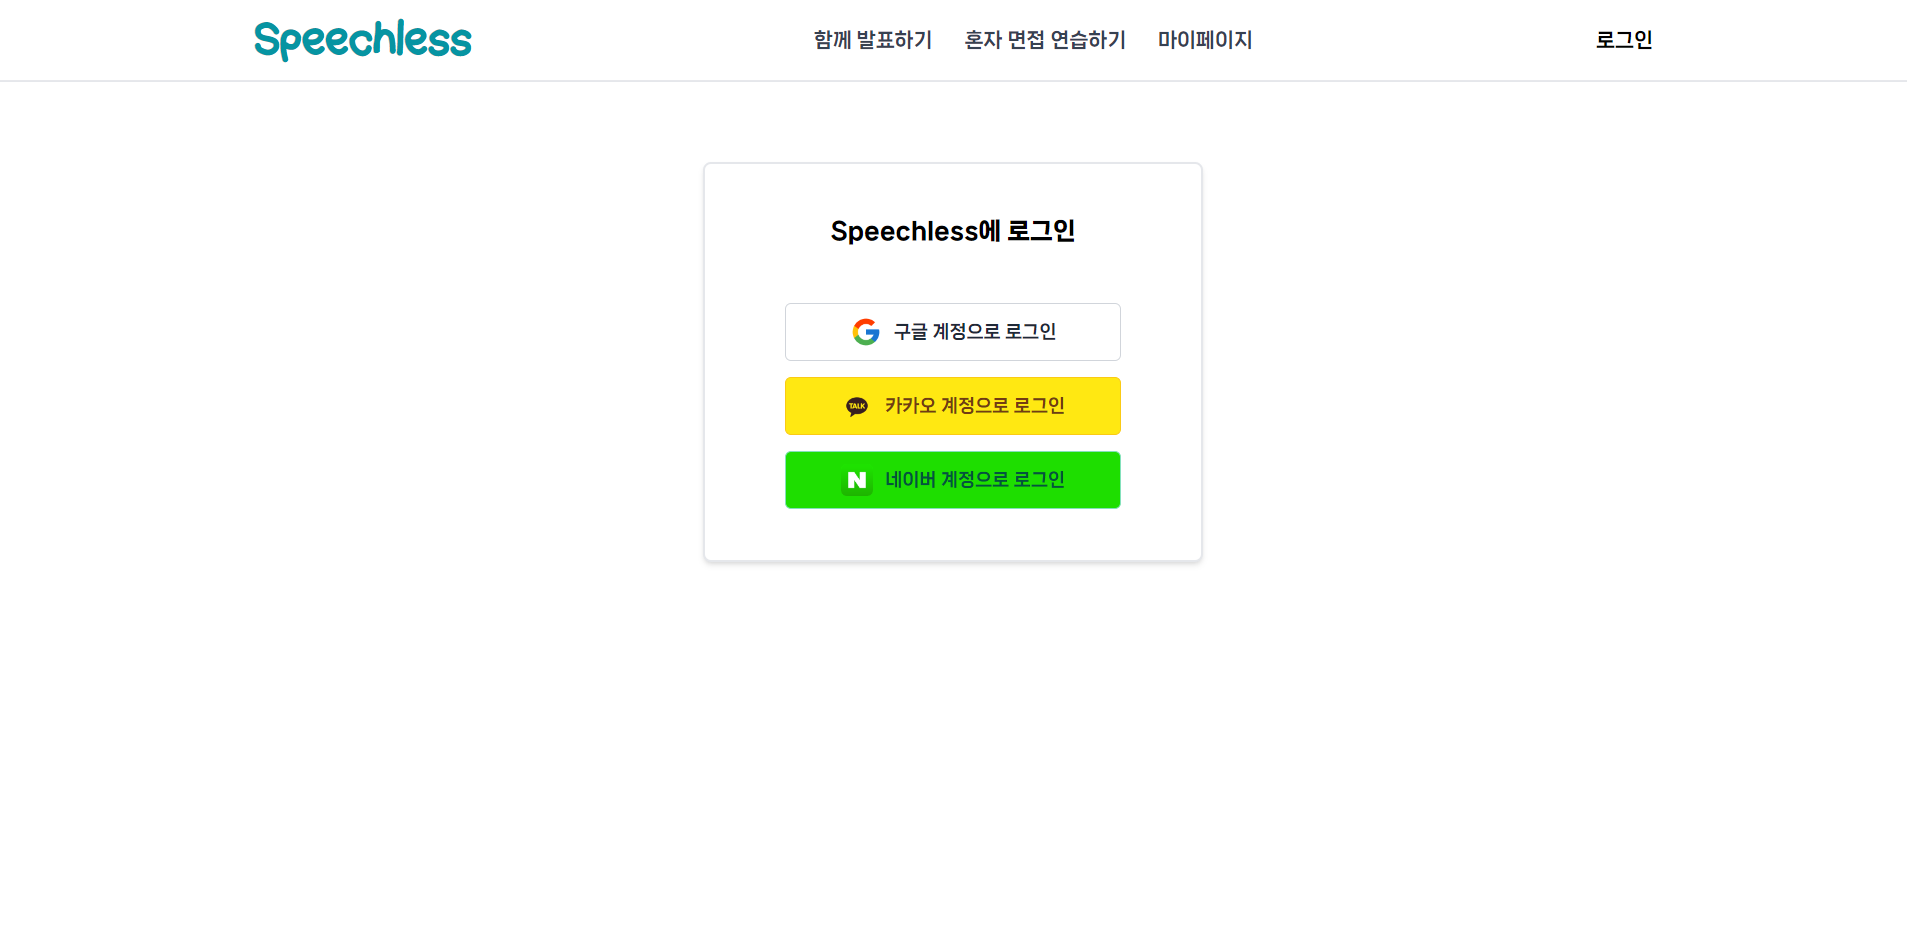 Speechless
함께 발표하기
혼자 면접 연습하기
마이페이지
로그인
Speechless에 로그인
구글 계정으로 로그인
TALK
카카오 계정으로 로그인
N
네이버 계정으로 로그인